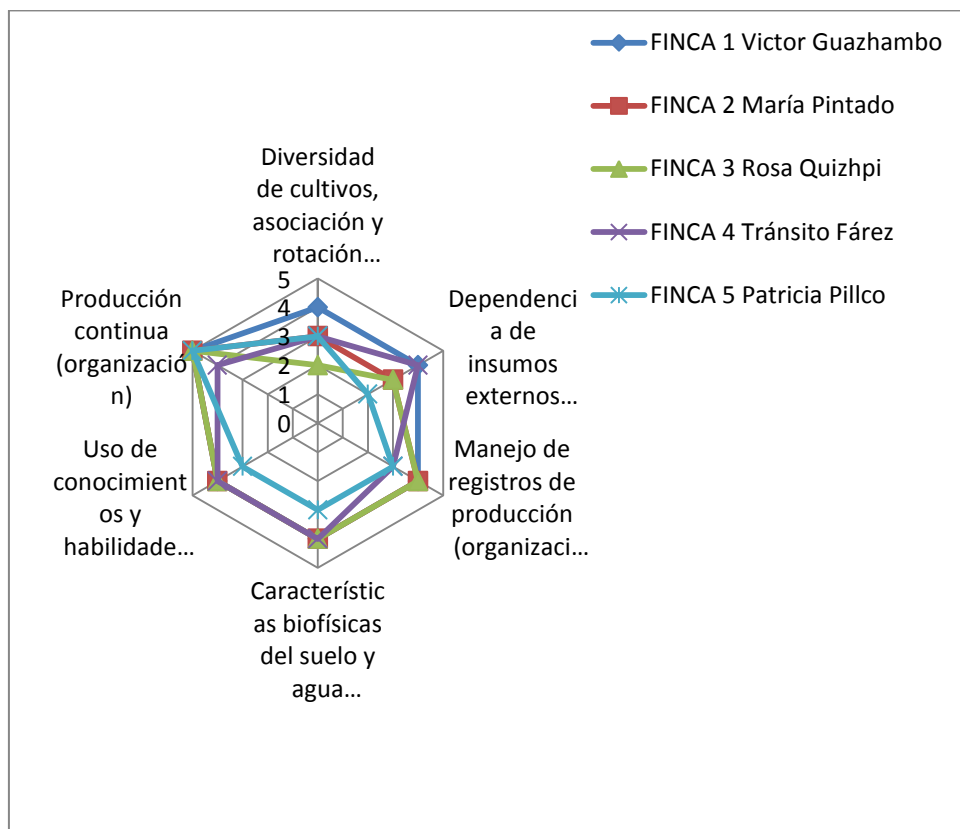 FINCA 1 Victor Guazhambo
FINCA 2 María Pintado
FINCA 3 Rosa Quizhpi
FINCA 4 Tránsito Fárez
FINCA 5 Patricia Pillco
Diversidad
de cultivos,
asociación y
rotación...
5
4
3
2
1
0
Dependenci
a de
insumos
externos...
Manejo de
registros de
producción
(organizaci...
Característic
as biofísicas
del suelo y
agua...
Uso de
conocimient
os y
habilidade...
Producción
continua
(organizació
n)